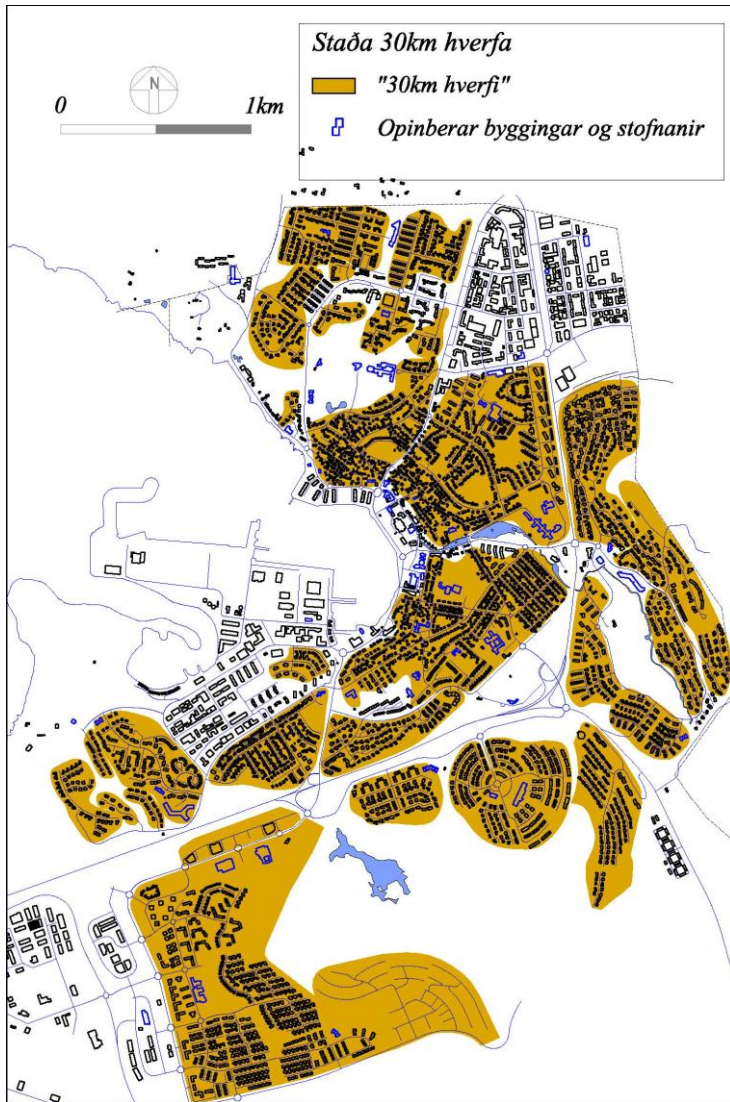 Staða 30km hverfa
"30km hverfi"
Opinberar byggingar og stofnanir
N
0 1km